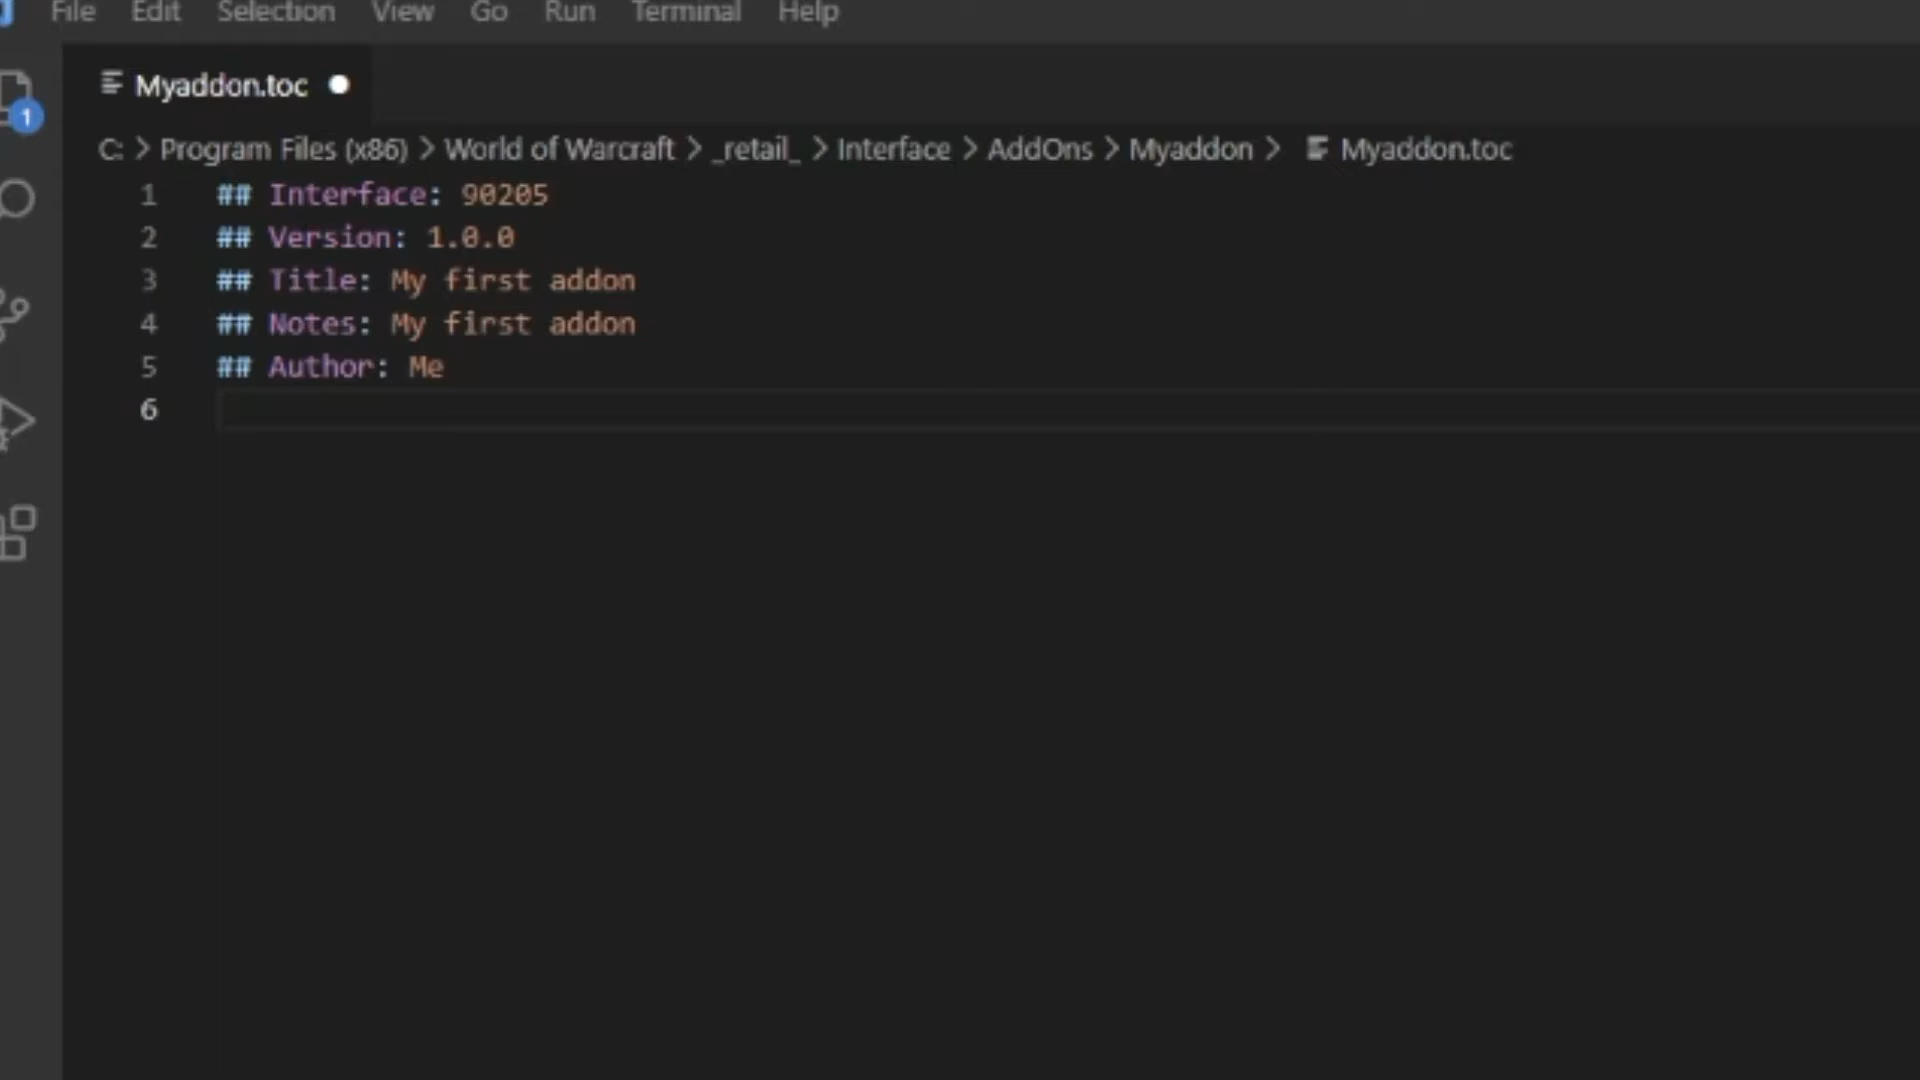 File Edit Selection View Go Run Terminal Help
Myaddon.toc
1
C: > Program Files (x86) > World of Warcraft > _retail_ > Interface > AddOns > Myaddon > Myaddon.toc
1 ## Interface: 90205
2 ## Version: 1.0.0
3 ## Title: My first addon
4 ## Notes: My first addon
5 ## Author: Me
6